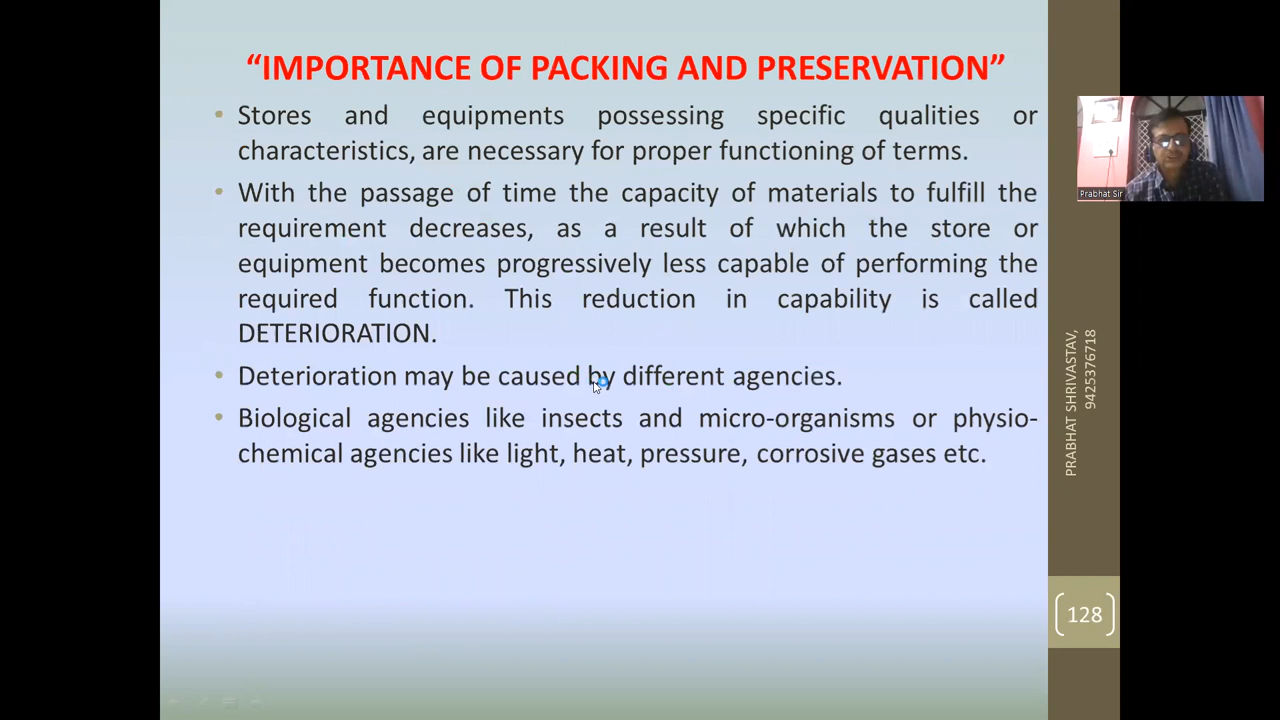 “IMPORTANCE OF PACKING AND PRESERVATION”
• Stores and equipments possessing specific qualities or
characteristics, are necessary for proper functioning of terms.
• With the passage of time the capacity of materials to fulfill the
requirement decreases, as a result of which the store or
equipment becomes progressively less capable of performing the
required function. This reduction in capability is called
DETERIORATION.
• Deterioration may be caused by different agencies.
• Biological agencies like insects and micro-organisms or physio-
chemical agencies like light, heat, pressure, corrosive gases etc.
Prabhat Sir
PRABHAT SHRIVASTAV,
9425376718
128